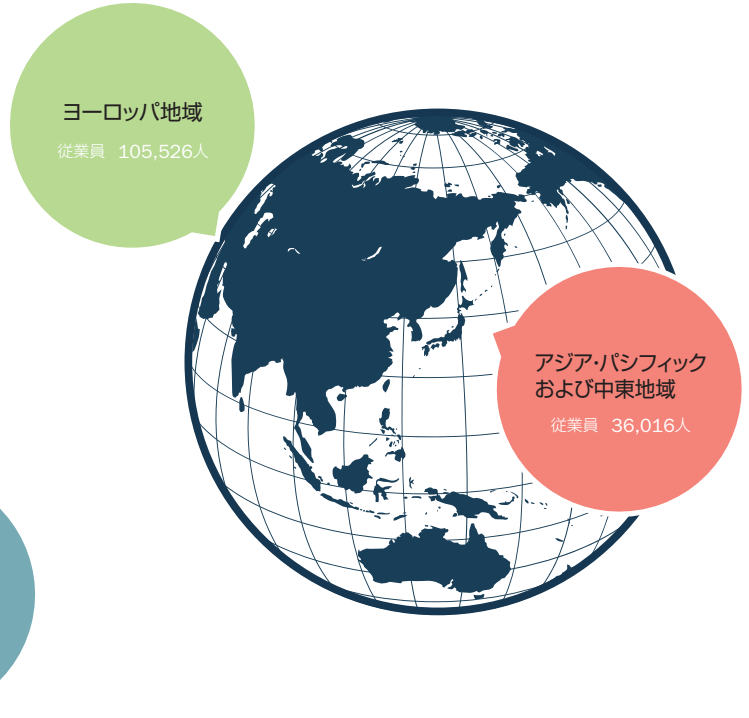 ヨーロッパ地域
従業員 105,526人
アジア・パシフィック
および中東地域
従業員 36,016人